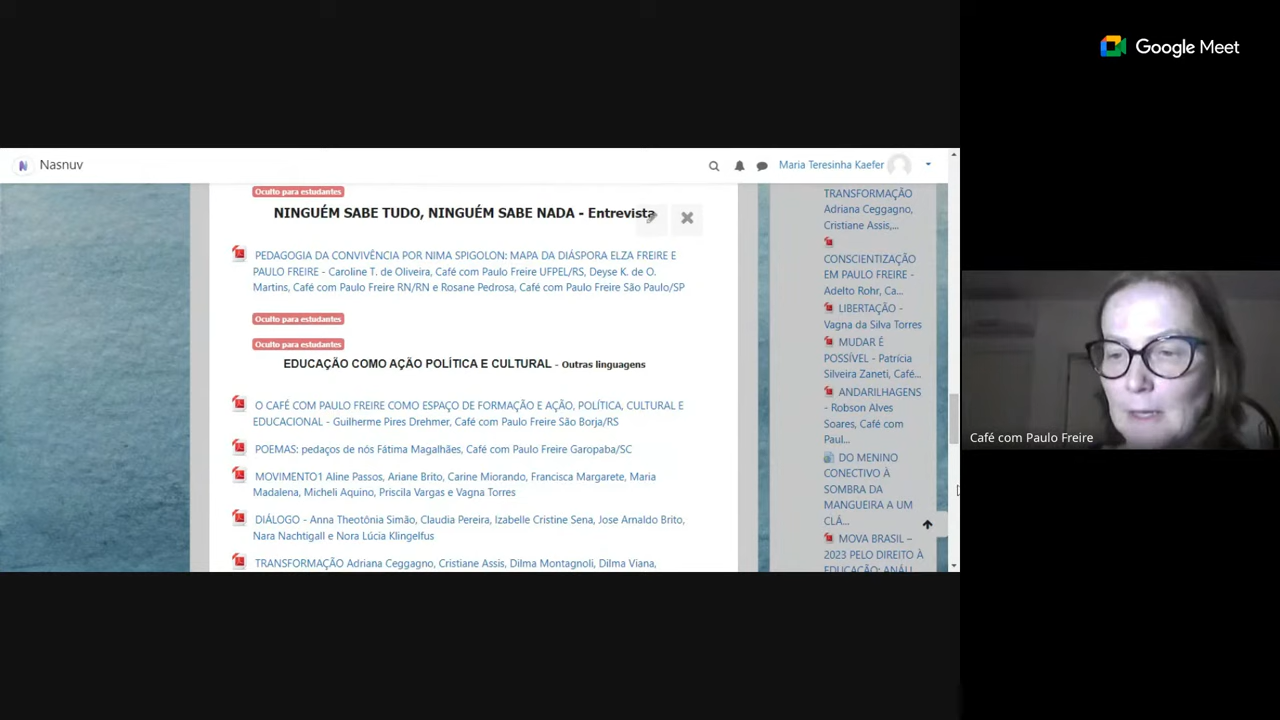 Google Meet
Nasnuv
Maria Teresinha Kaefer
Oculto para estudantes
NINGUÉM SABE TUDO, NINGUÉM SABE NADA - Entrevista
PEDAGOGIA DA CONVIVÊNCIA POR NIMA SPIGOLON: MAPA DA DIÁSPORA ELZA FREIRE E
PAULO FREIRE - Caroline T. de Oliveira, Café com Paulo Freire UFPEL/RS, Deyse K. de O.
Martins, Café com Paulo Freire RN/RN e Rosane Pedrosa, Café com Paulo Freire São Paulo/SP
Oculto para estudantes
Oculto para estudantes
EDUCAÇÃO COMO AÇÃO POLÍTICA E CULTURAL - Outras linguagens
O CAFÉ COM PAULO FREIRE COMO ESPAÇO DE FORMAÇÃO E AÇÃO, POLÍTICA, CULTURAL E
EDUCACIONAL - Guilherme Pires Drehmer, Café com Paulo Freire São Borja/RS
POEMAS: pedaços de nós Fátima Magalhães, Café com Paulo Freire Garopaba/SC
MOVIMENTO1 Aline Passos, Ariane Brito, Carine Miorando, Francisca Margarete, Maria
Madalena, Micheli Aquino, Priscila Vargas e Vagna Torres
DIÁLOGO - Anna Theotônia Simão, Claudia Pereira, Izabelle Cristine Sena, Jose Arnaldo Brito,
Nara Nachtigall e Nora Lúcia Klingelfus
TRANSFORMAÇÃO Adriana Ceggagno, Cristiane Assis, Dilma Montagnoli, Dilma Viana,
TRANSFORMAÇÃO
Adriana Ceggagno,
Cristiane Assis,...
CONSCIENTIZAÇÃO
EM PAULO FREIRE -
Adelto Rohr, Ca...
LIBERTAÇÃO -
Vagna da Silva Torres
MUDAR É
POSSÍVEL - Patrícia
Silveira Zaneti, Café...
ANDARILHAGENS
- Robson Alves
Soares, Café com
Paul...
DO MENINO
CONECTIVO À
SOMBRA DA
MANGUEIRA A UM
CLÃ...
MOVA BRASIL –
2023 PELO DIREITO À
EDUCAÇÃO: ANÁLI
Café com Paulo Freire